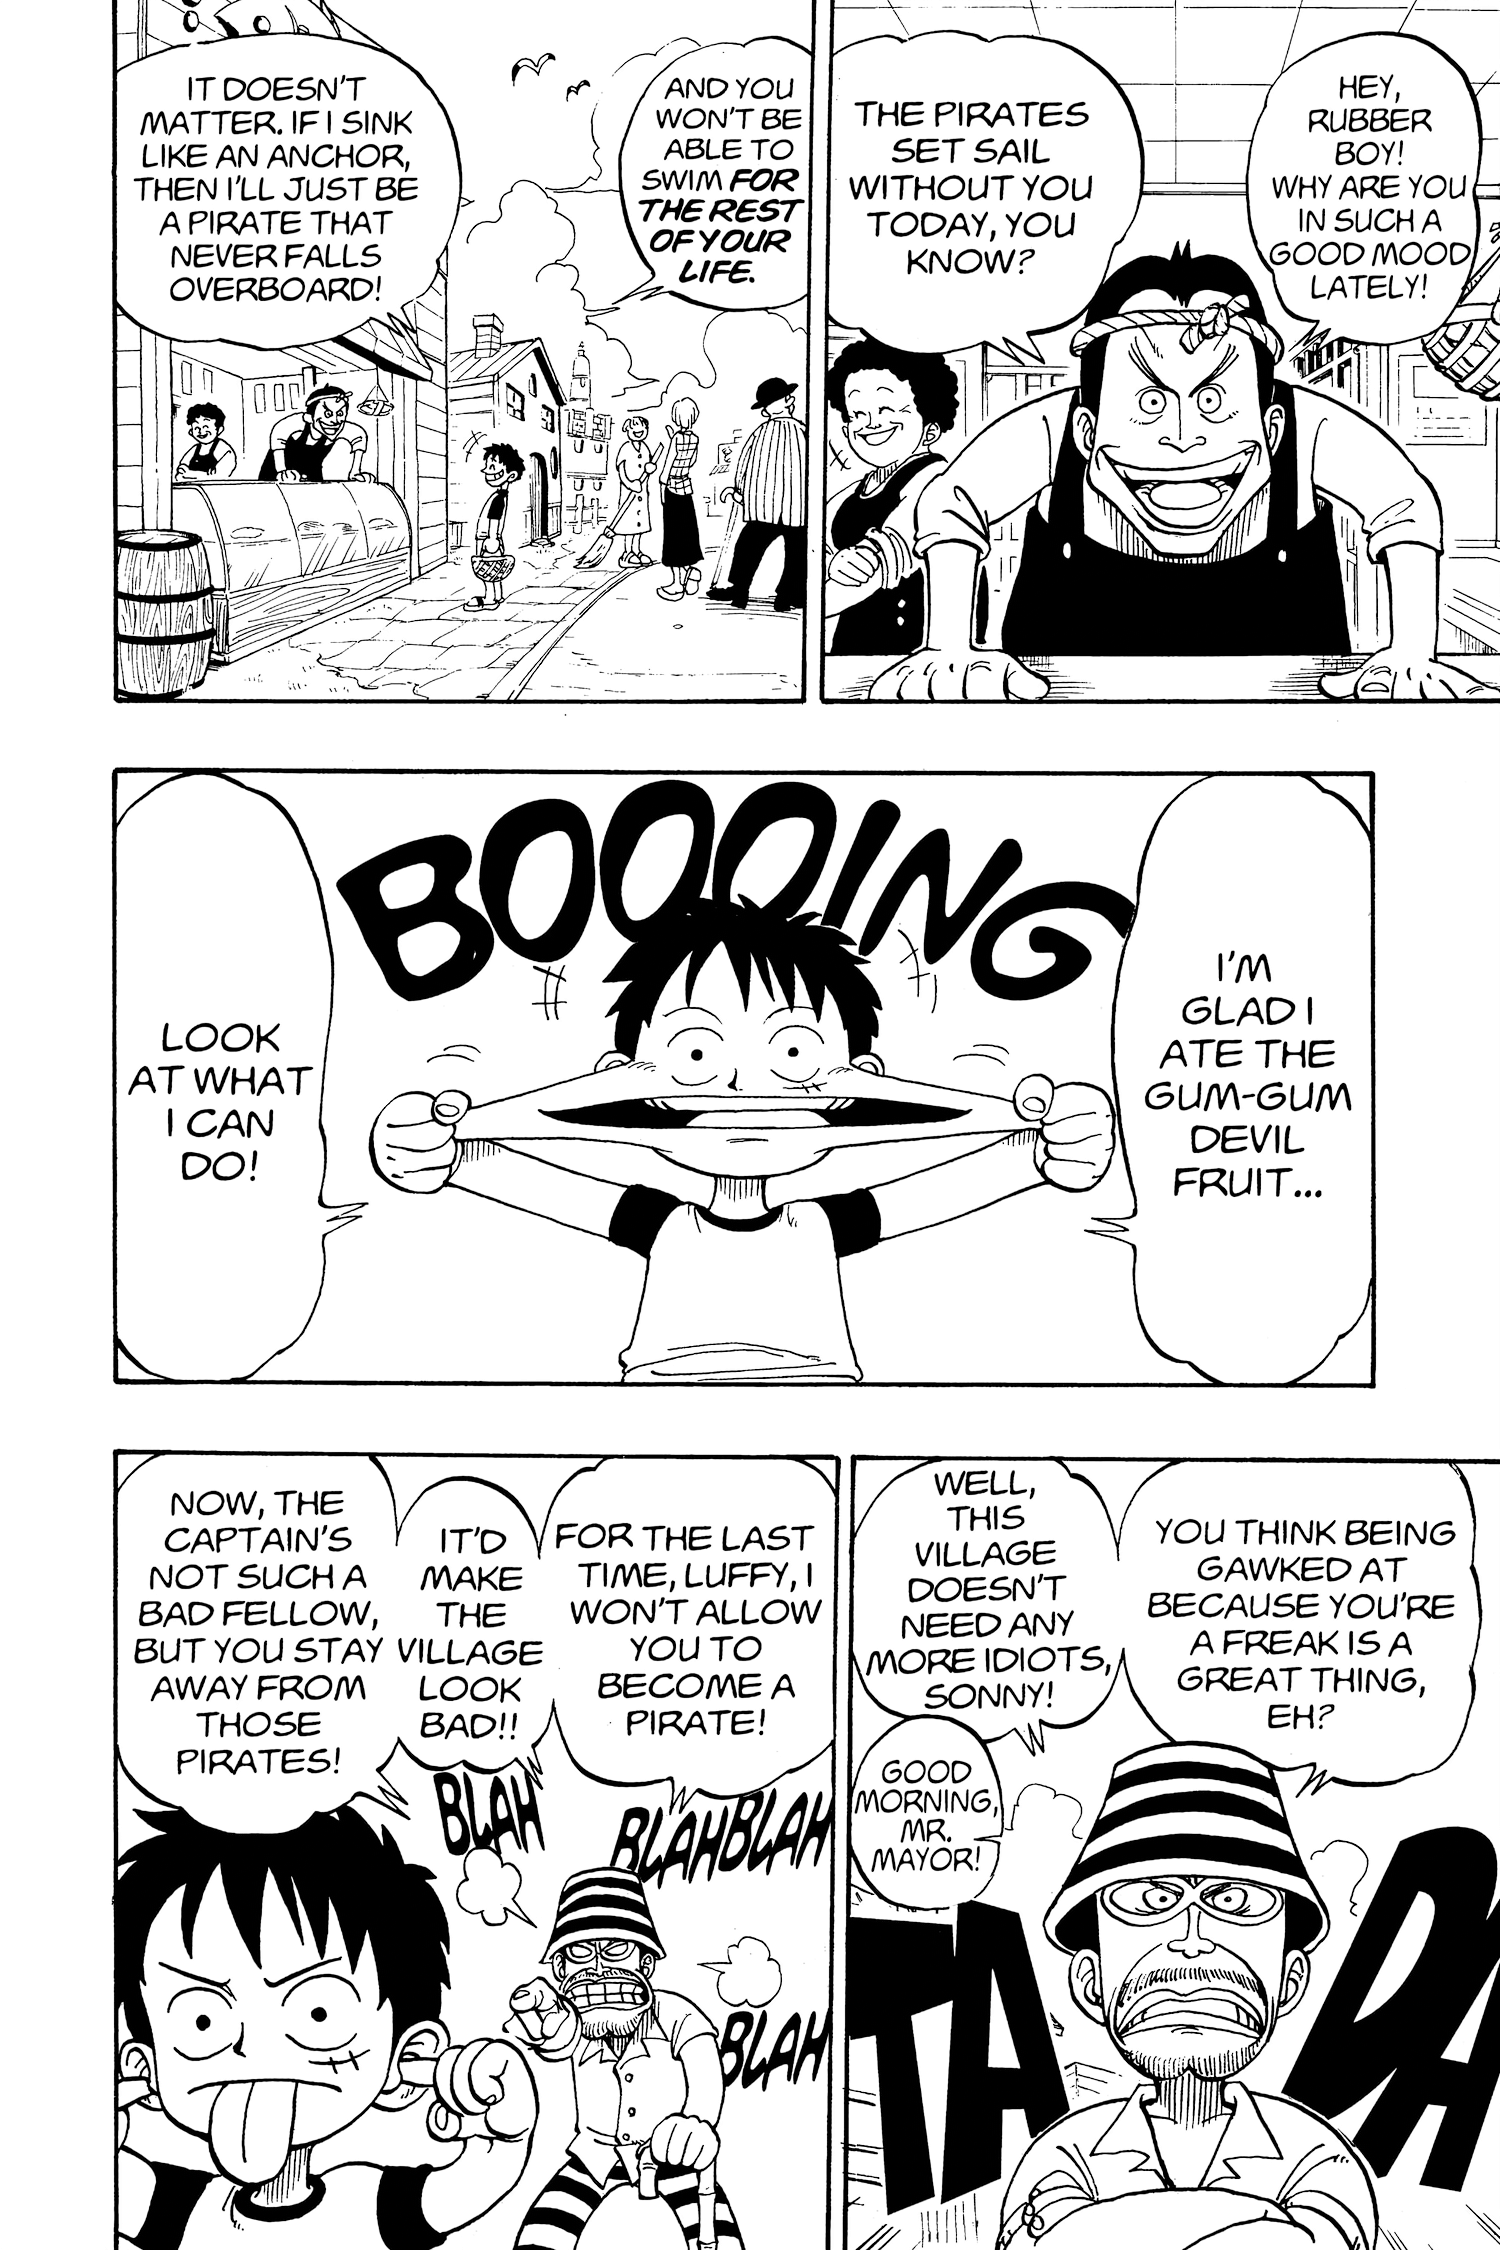 HEY,
RUBBER
BOY!
WHY ARE YOU
IN SUCH A
GOOD MOOD
LATELY!
THE PIRATES
SET SAIL
WITHOUT YOU
TODAY, YOU
KNOW?
AND YOU
WON'T BE
ABLE TO
SWIM FOR
THE REST
OF YOUR
LIFE.
IT DOESN'T
MATTER. IF I SINK
LIKE AN ANCHOR,
THEN I'LL JUST BE
A PIRATE THAT
NEVER FALLS
OVERBOARD!
I'M
GLAD I
ATE THE
GUM-GUM
DEVIL
FRUIT...
BOOOING
LOOK
AT WHAT
I CAN
DO!
YOU THINK BEING
GAWKED AT
BECAUSE YOU'RE
A FREAK IS A
GREAT THING,
EH?
WELL,
THIS
VILLAGE
DOESN'T
NEED ANY
MORE IDIOTS,
SONNY!
GOOD
MORNING,
MR.
MAYOR!
TA DA
FOR THE LAST
TIME, LUFFY, I
WON'T ALLOW
YOU TO
BECOME A
PIRATE!
IT'D
MAKE
THE
VILLAGE
LOOK
BAD!!
NOW, THE
CAPTAIN'S
NOT SUCH A
BAD FELLOW,
BUT YOU STAY
AWAY FROM
THOSE
PIRATES!
BLAH
BLAH BLAH
BLAH